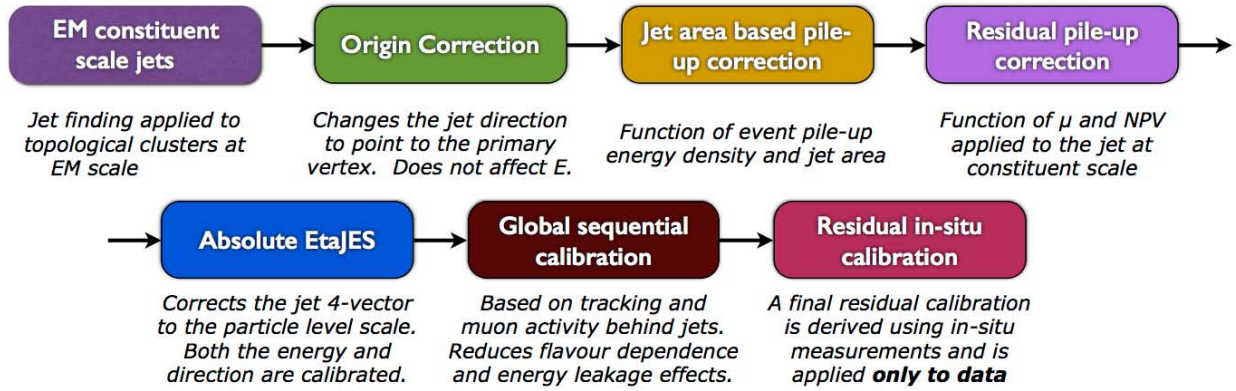 EM constituent
scale jets
Origin Correction
Jet area based pile-
up correction
Residual pile-up
correction
Jet finding applied to
topological clusters at
EM scale
Changes the jet direction
to point to the primary
vertex. Does not affect E.
Function of event pile-up
energy density and jet area
Function of µ and NPV
applied to the jet at
constituent scale
Absolute EtaJES
Global sequential
calibration
Residual in-situ
calibration
Corrects the jet 4-vector
to the particle level scale.
Both the energy and
direction are calibrated.
Based on tracking and
muon activity behind jets.
Reduces flavour dependence
and energy leakage effects.
A final residual calibration
is derived using in-situ
measurements and is
applied only to data